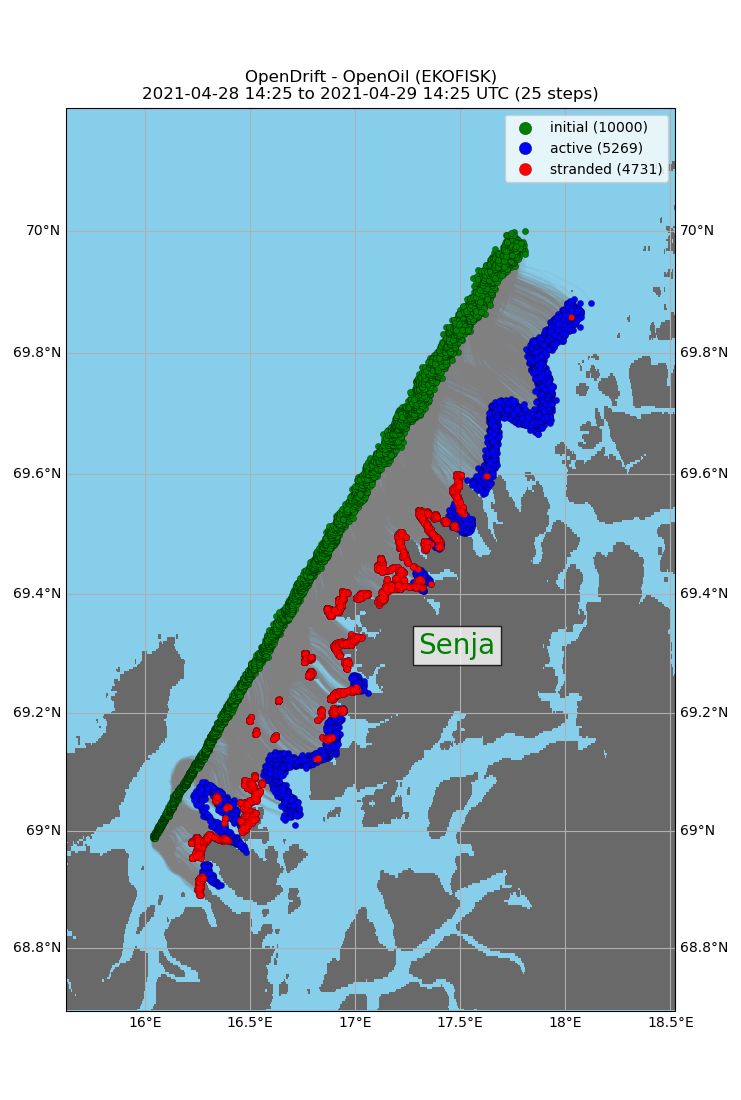 OpenDrift - OpenOil (EKOFISK)
2021-04-28 14:25 to 2021-04-29 14:25 UTC (25 steps)
initial (10000)
active (5269)
stranded (4731)
70°N 70°N
69.8°N 69.8°N
69.6°N 69.6°N
69.4°N 69.4°N
Senja
69.2°N 69.2°N
69°N 69°N
68.8°N 68.8°N
16°E 16.5°E 17°E 17.5°E 18°E 18.5°E